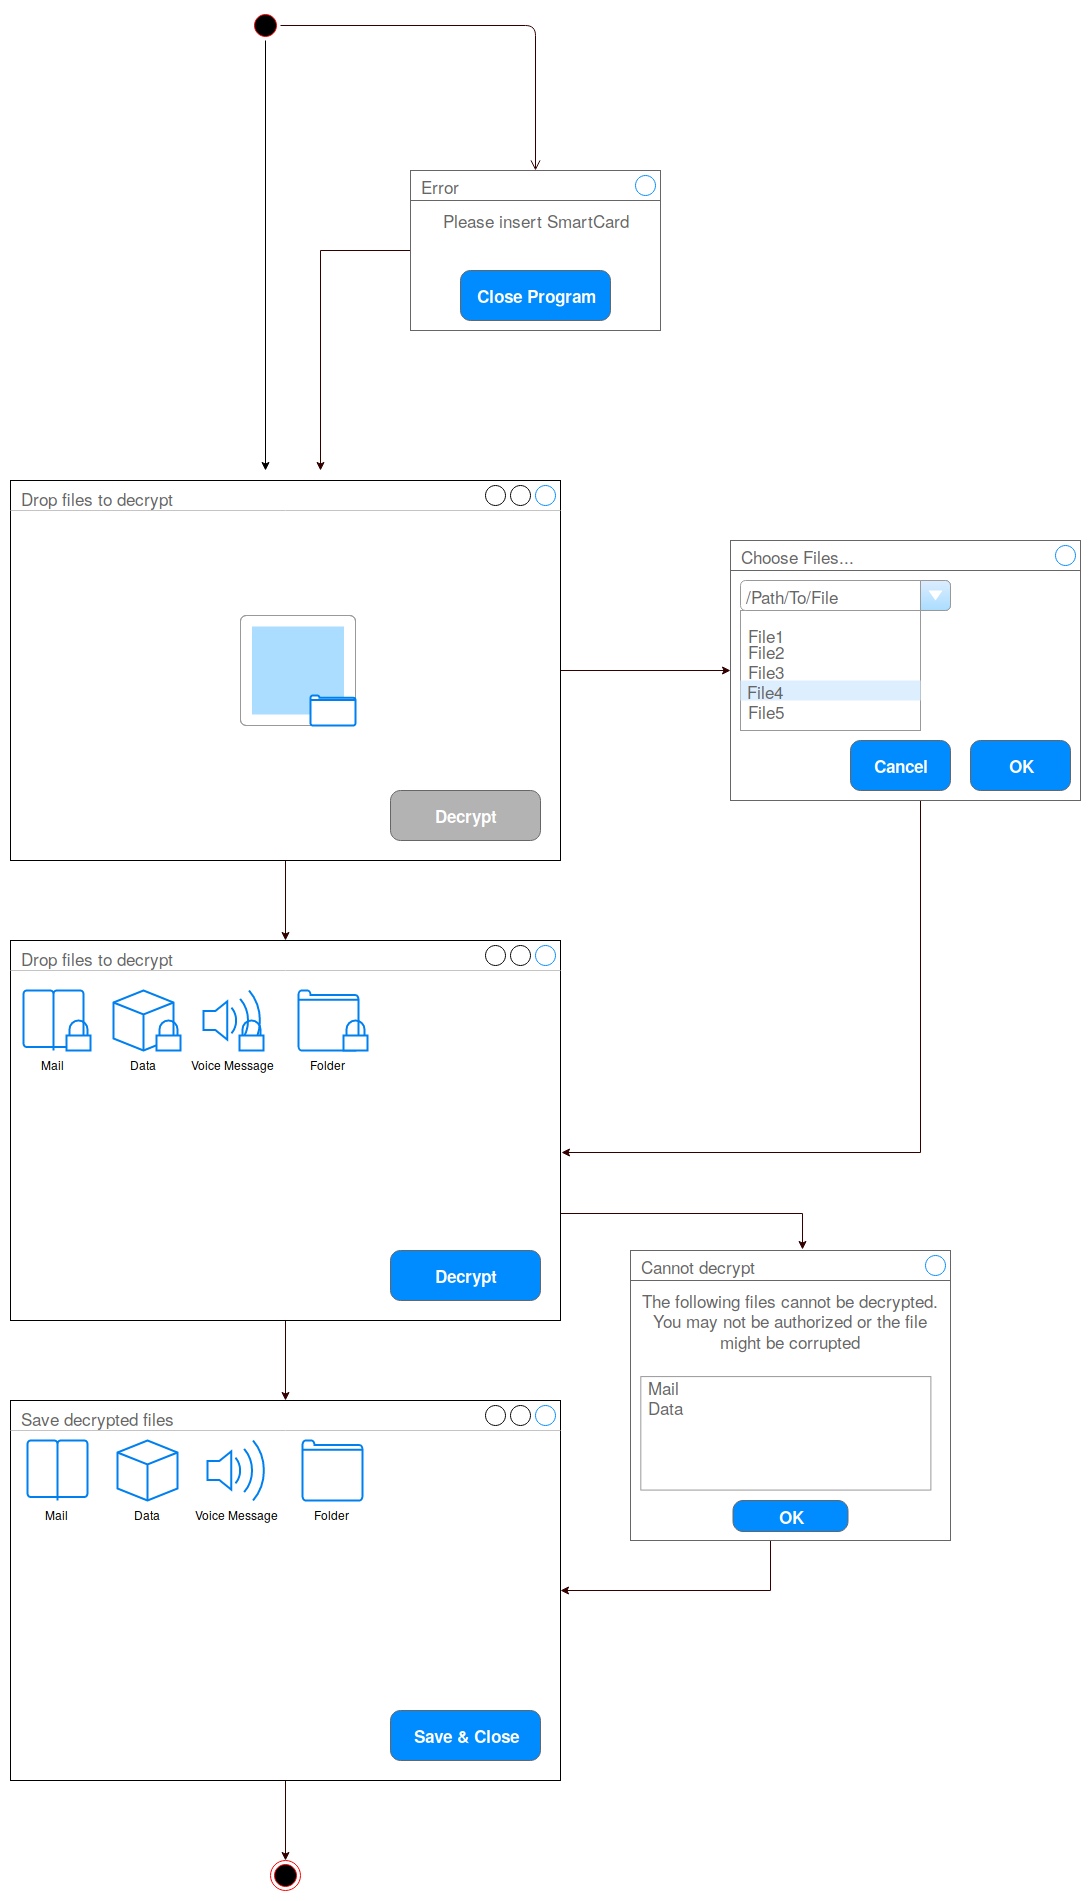 Error
Please insert SmartCard
Close Program
Drop files to decrypt
Decrypt
Choose Files...
/Path/To/File
File1
File2
File3
File4
File5
Cancel
OK
Drop files to decrypt
Mail
Data
Voice Message
Folder
Decrypt
Cannot decrypt
The following files cannot be decrypted.
You may not be authorized or the file
might be corrupted
Mail
Data
OK
Save decrypted files
Mail
Data
Voice Message
Folder
Save & Close